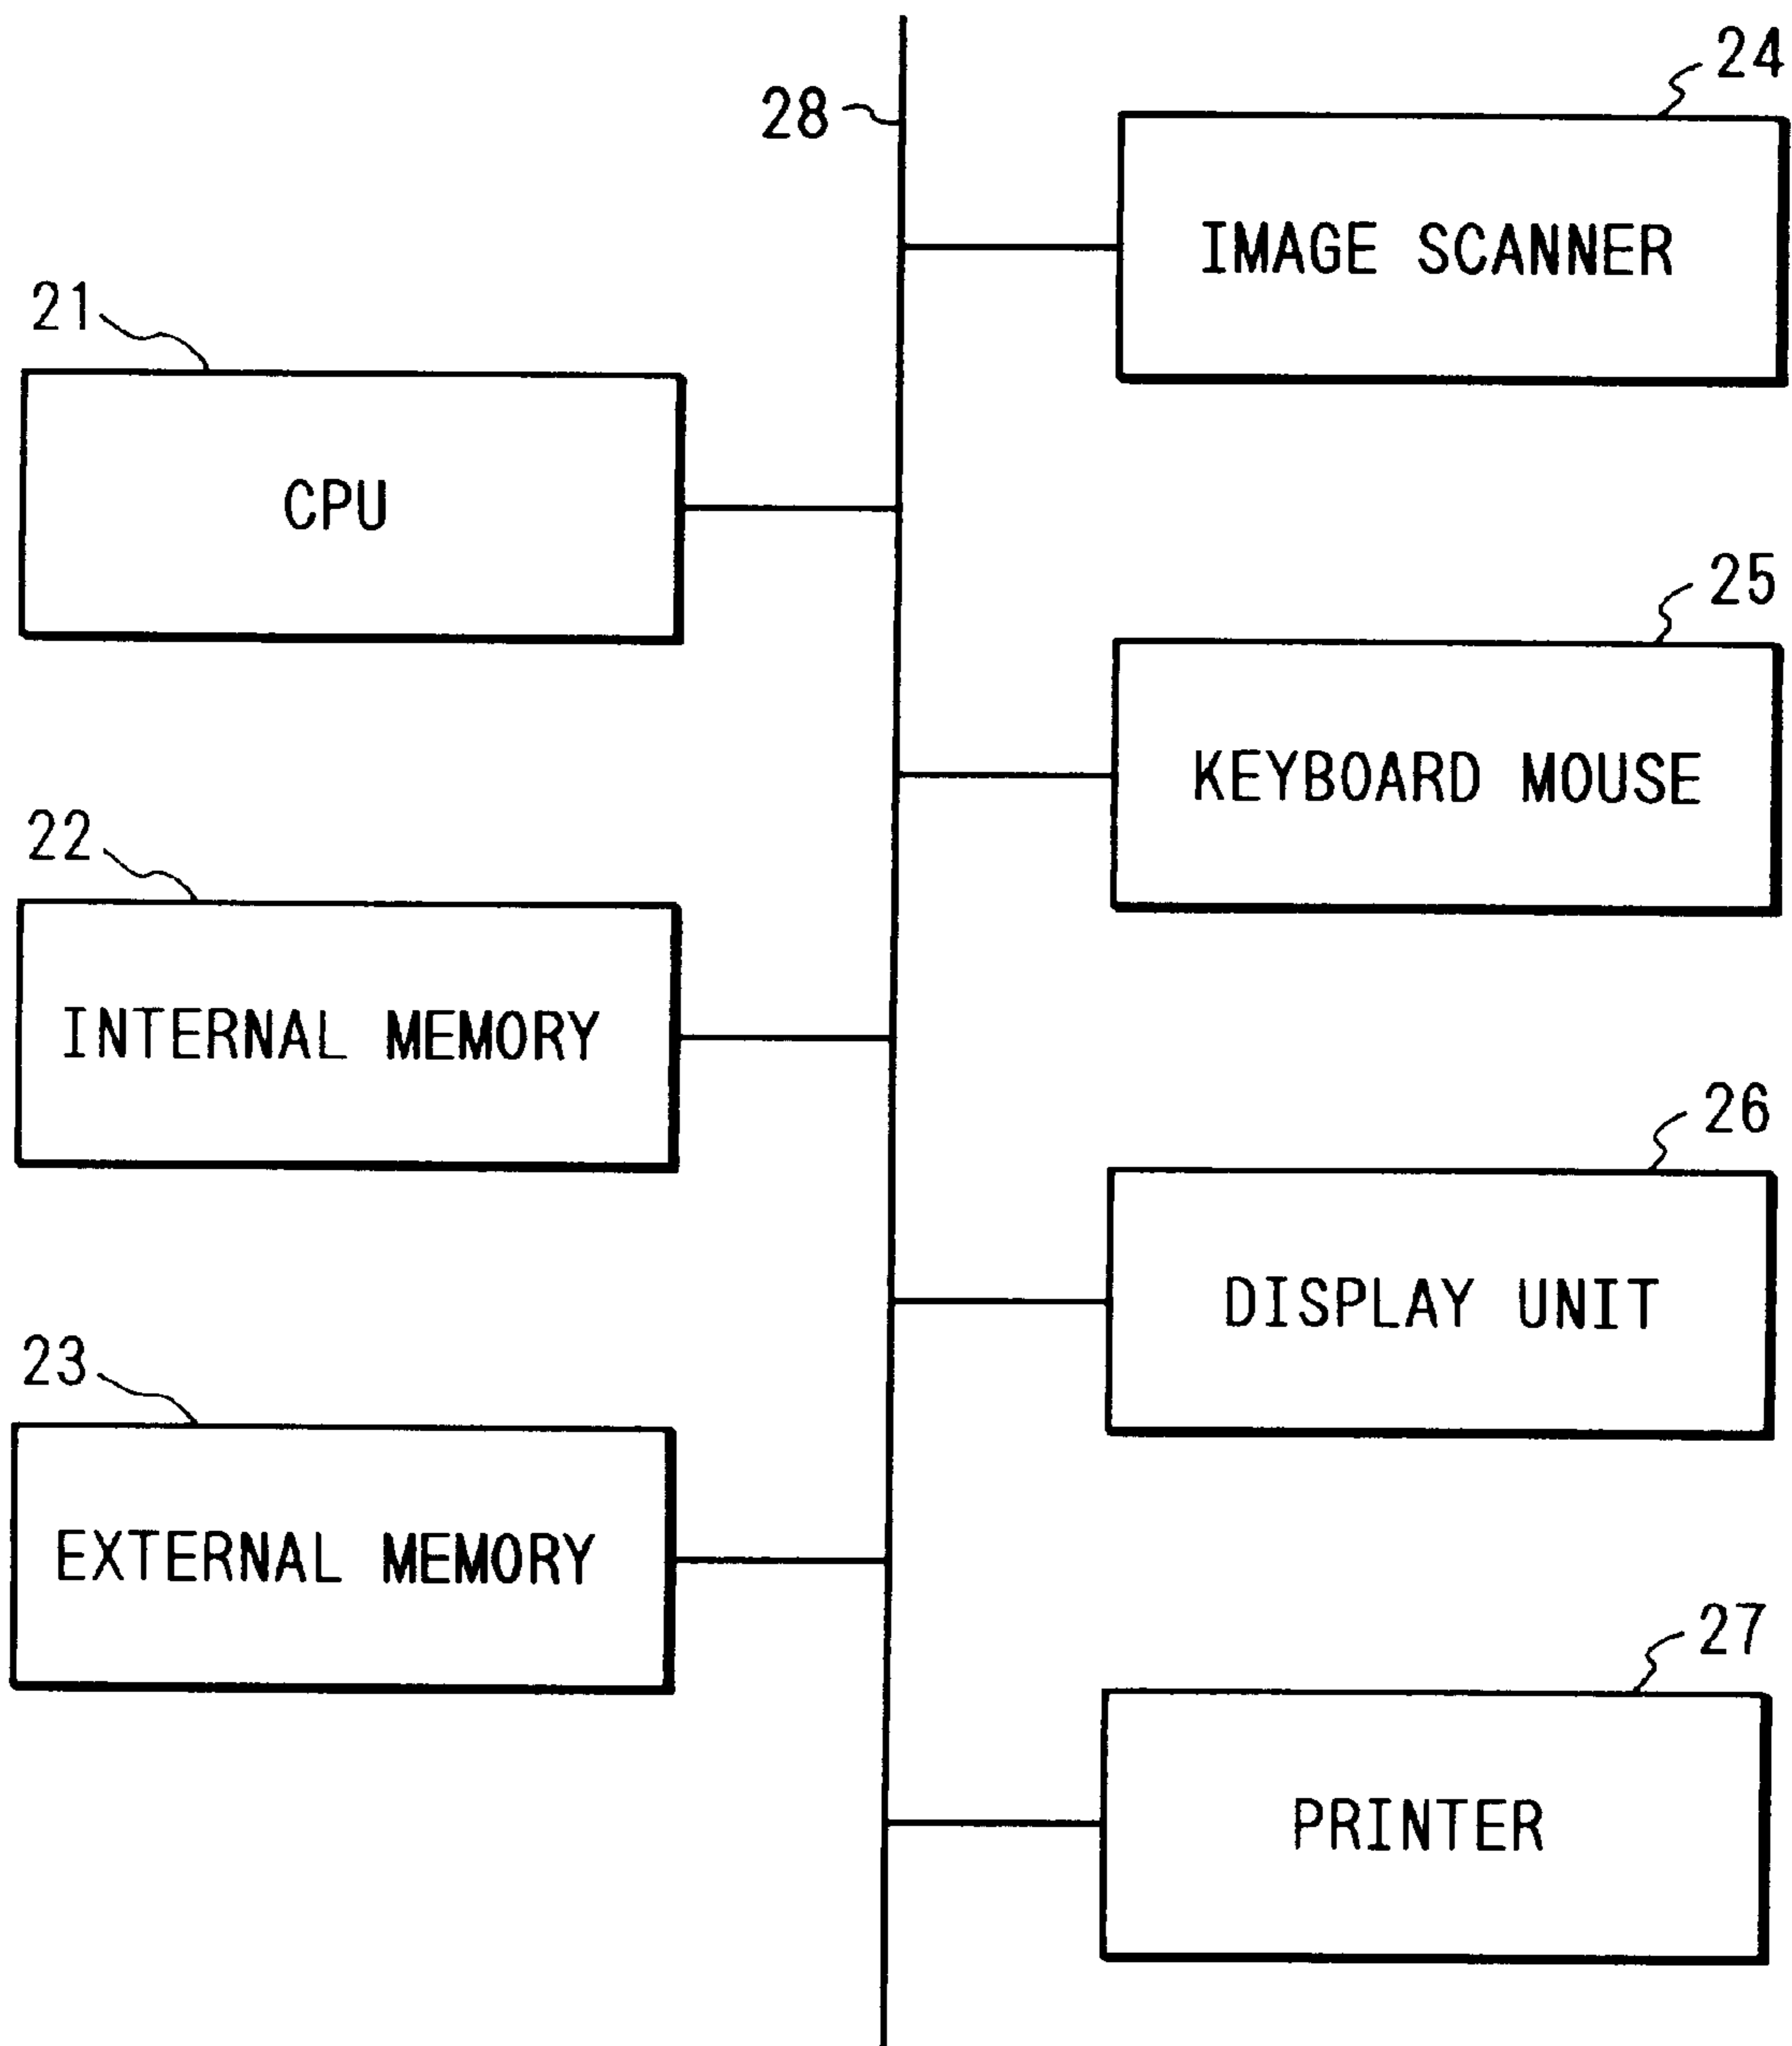 28
24
IMAGE SCANNER
21
CPU
25
KEYBOARD MOUSE
22
INTERNAL MEMORY
26
DISPLAY UNIT
23
EXTERNAL MEMORY
27
PRINTER